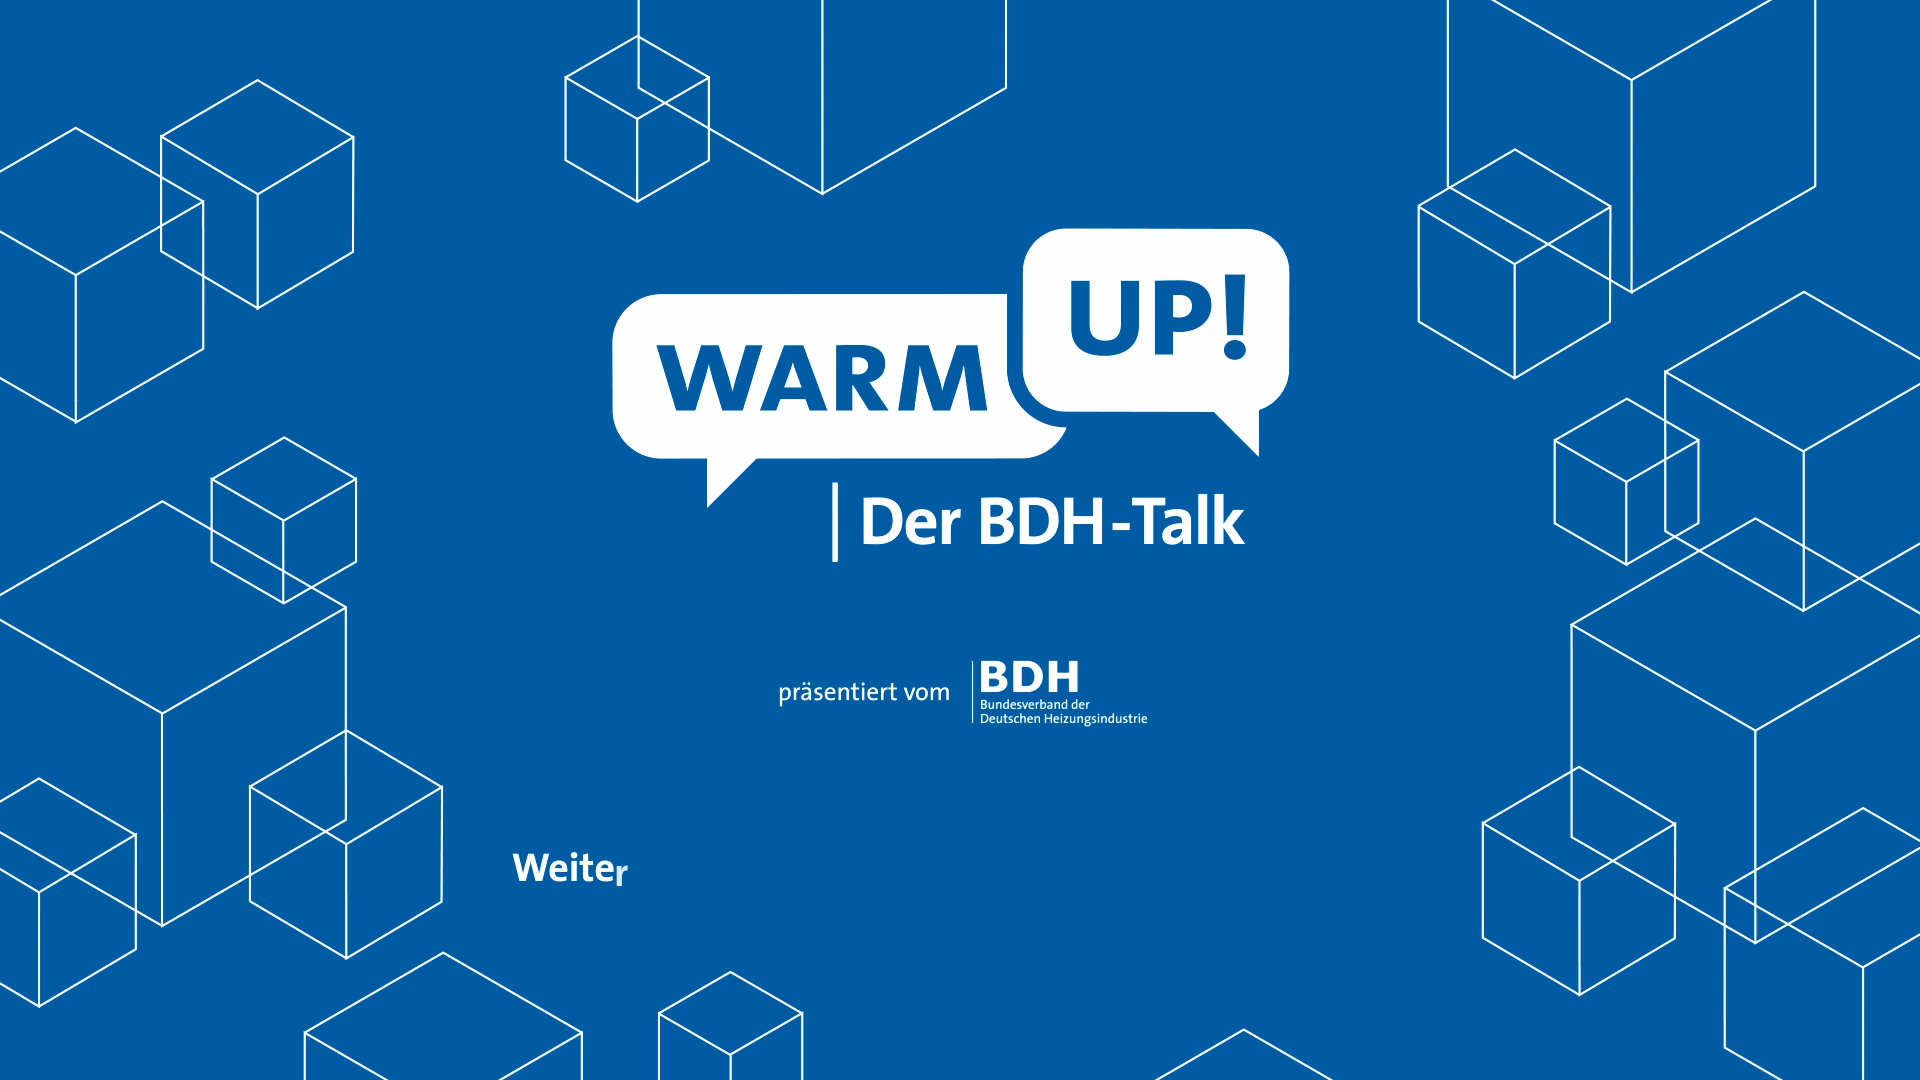 WARM UP!
Der BDH-Talk
präsentiert vom
BDH
Bundesverband der
Deutschen Heizungsindustrie
Weiter